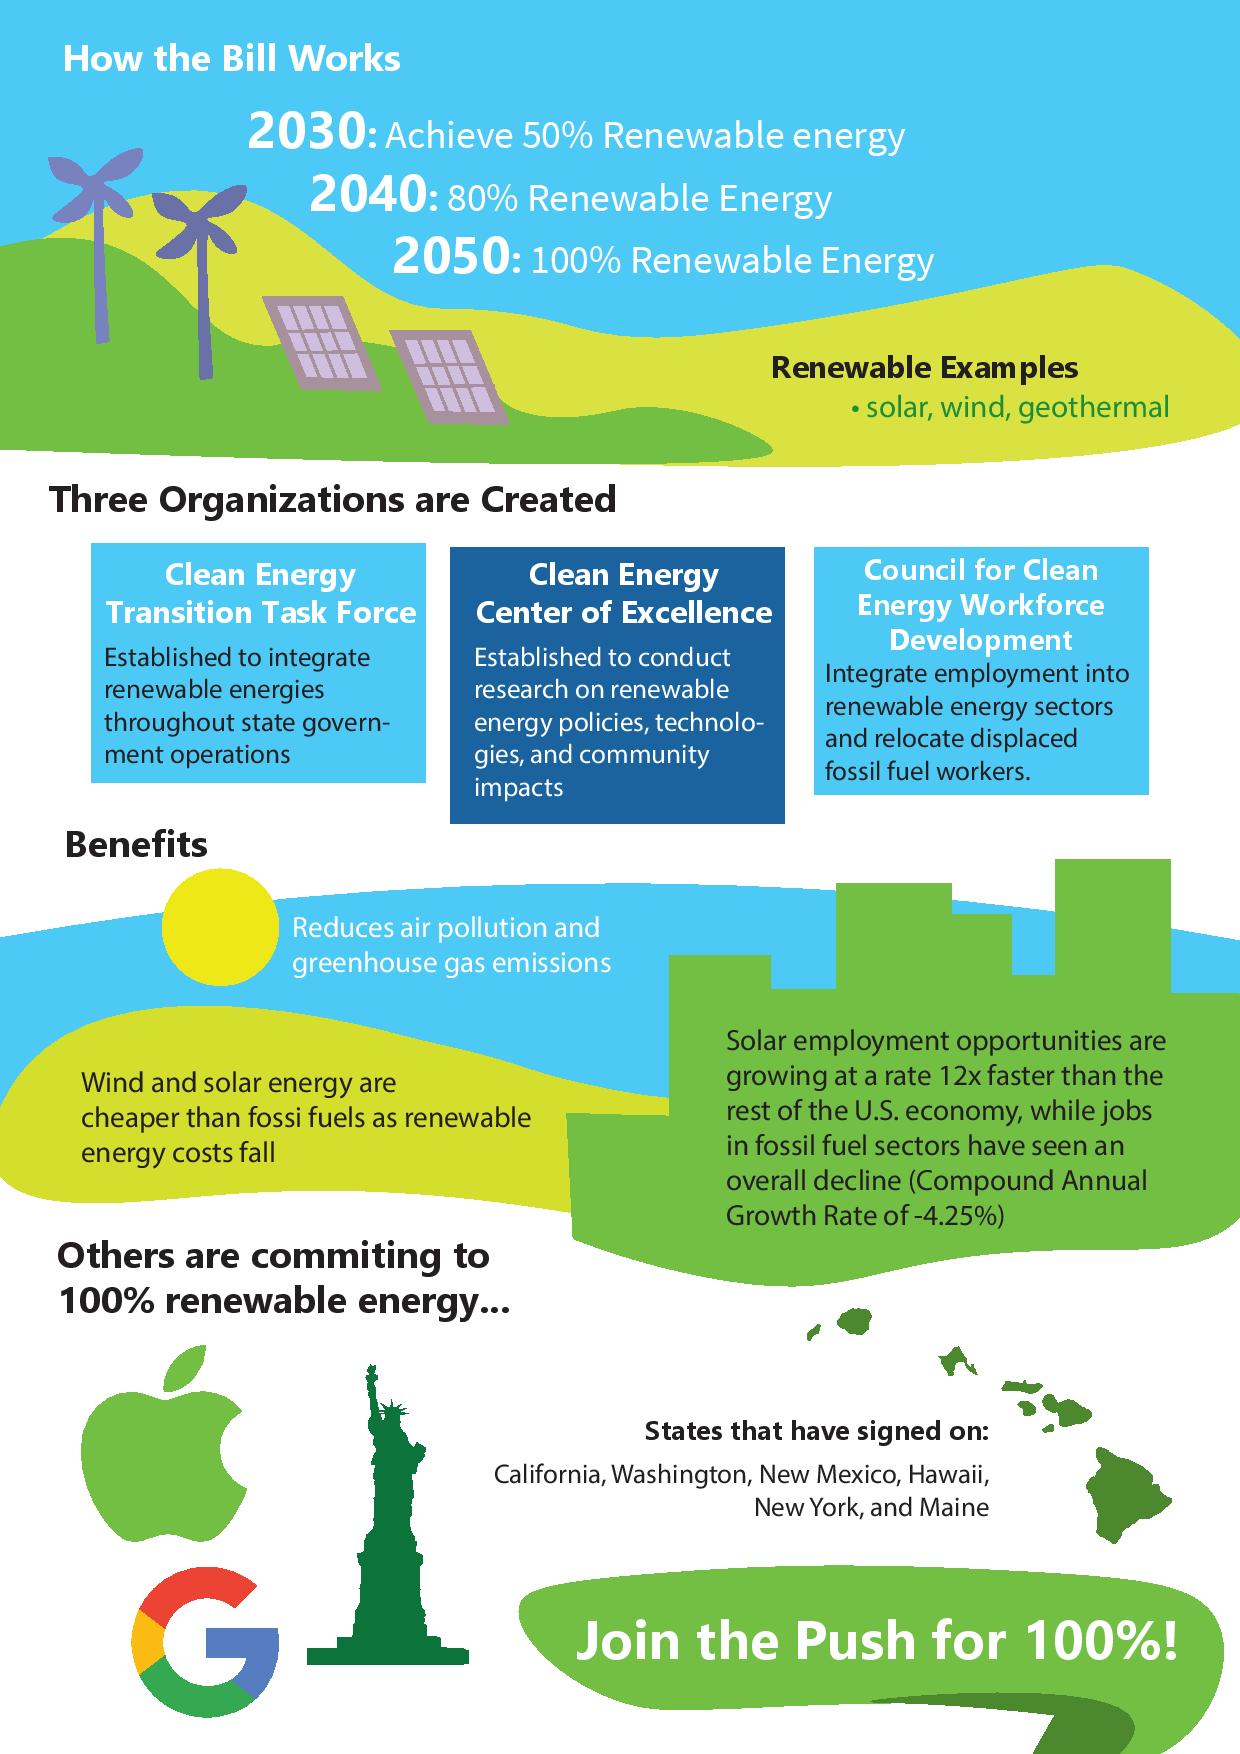 How the Bill Works
2030: Achieve 50% Renewable energy
2040: 80% Renewable Energy
2050: 100% Renewable Energy
Renewable Examples
• solar, wind, geothermal
Three Organizations are Created
Clean Energy
Transition Task Force
Established to integrate
renewable energies
throughout state govern-
ment operations
Clean Energy
Center of Excellence
Established to conduct
research on renewable
energy policies, technolo-
gies, and community
impacts
Council for Clean
Energy Workforce
Development
Integrate employment into
renewable energy sectors
and relocate displaced
fossil fuel workers.
Benefits
Reduces air pollution and
greenhouse gas emissions
Wind and solar energy are
cheaper than fossi fuels as renewable
energy costs fall
Solar employment opportunities are
growing at a rate 12x faster than the
rest of the U.S. economy, while jobs
in fossil fuel sectors have seen an
overall decline (Compound Annual
Growth Rate of -4.25%)
Others are commiting to
100% renewable energy...
States that have signed on:
California, Washington, New Mexico, Hawaii,
New York, and Maine
Join the Push for 100%!